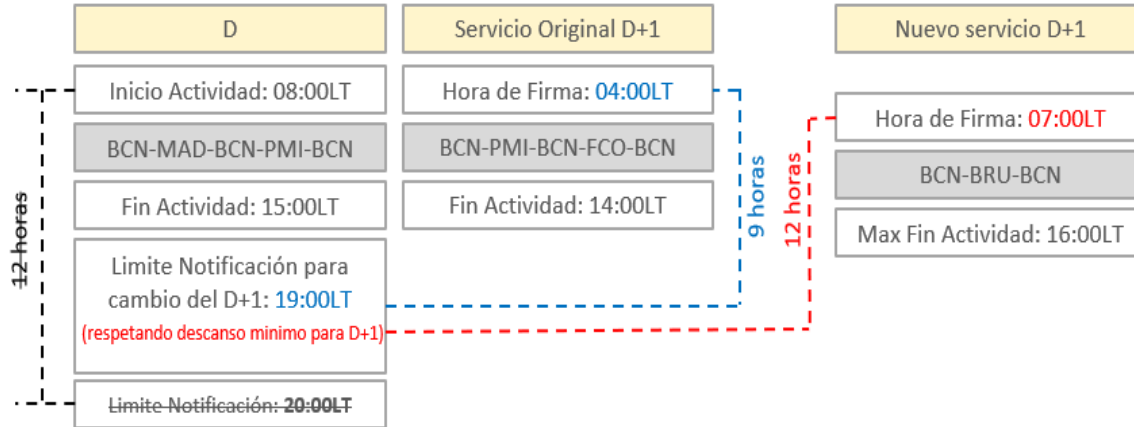 D
Inicio Actividad: 08:00LT
BCN-MAD-BCN-PMI-BCN
Fin Actividad: 15:00LT
Limite Notificación para
cambio del D+1: 19:00LT
(respetando descanso minimo para D+1)
Limite Notificación: 20:00LT
12 horas
Servicio Original D+1
Hora de Firma: 04:00LT
BCN-PMI-BCN-FCO-BCN
Fin Actividad: 14:00LT
9 horas
12 horas
Nuevo servicio D+1
Hora de Firma: 07:00LT
BCN-BRU-BCN
Max Fin Actividad: 16:00LT